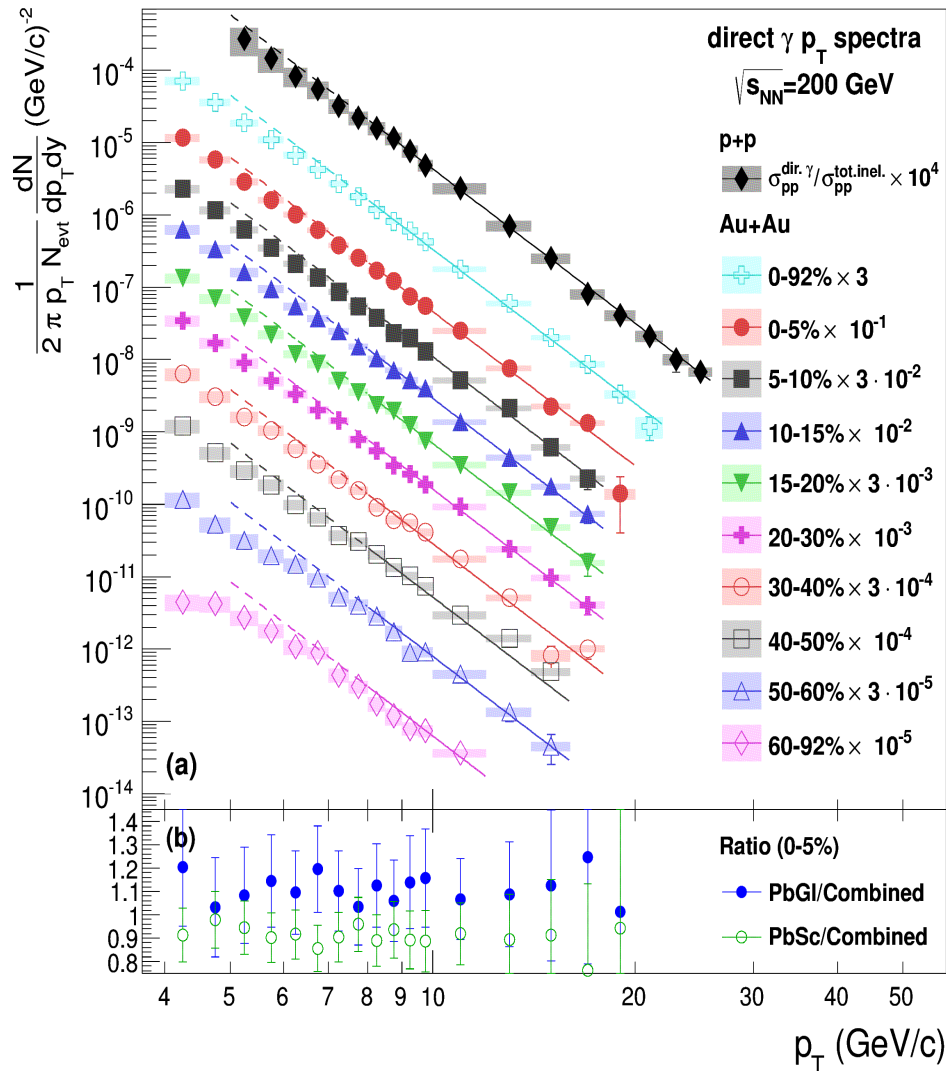 direct γ p_T spectra
√s_NN=200 GeV
p+p
σ_pp^dir. γ/σ_pp^tot.inel. × 10^4
Au+Au
0-92% × 3
0-5% × 10^-1
5-10% × 3 · 10^-2
10-15% × 10^-2
15-20% × 3 · 10^-3
20-30% × 10^-3
30-40% × 3 · 10^-4
40-50% × 10^-4
50-60% × 3 · 10^-5
60-92% × 10^-5
1/(2 π p_T N_evt) dN/(dp_T dy) (GeV/c)^-2
10^-4
10^-5
10^-6
10^-7
10^-8
10^-9
10^-10
10^-11
10^-12
10^-13
10^-14
(a)
(b)
1.4
1.3
1.2
1.1
1
0.9
0.8
Ratio (0-5%)
PbGl/Combined
PbSc/Combined
4 5 6 7 8 9 10 20 30 40 50
p_T (GeV/c)